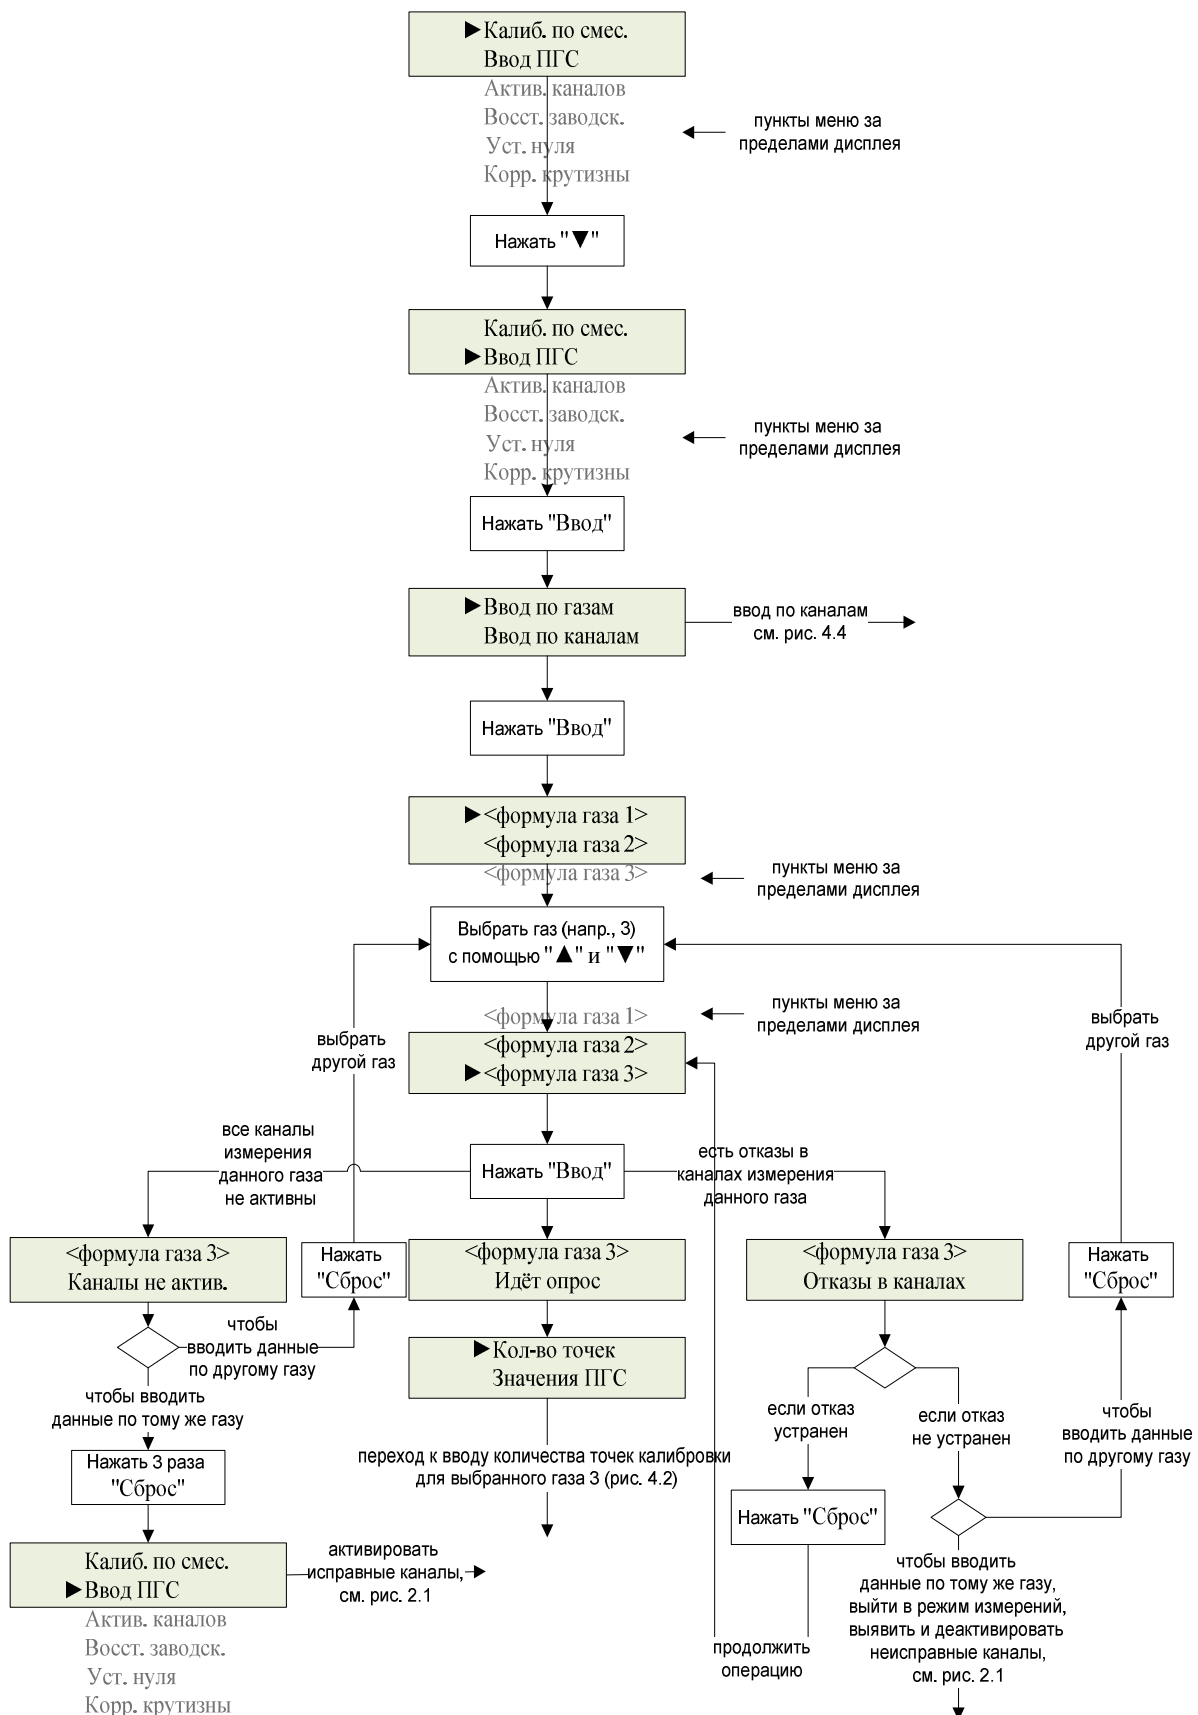 ▶Калиб. по смес.
Ввод ПГС
Актив. каналов
Восст. заводск.
Уст. нуля
Корр. крутизны
пункты меню за
пределами дисплея
Нажать "▼"
Калиб. по смес.
▶Ввод ПГС
Актив. каналов
Восст. заводск.
Уст. нуля
Корр. крутизны
пункты меню за
пределами дисплея
Нажать "Ввод"
▶Ввод по газам
Ввод по каналам
ввод по каналам
см. рис. 4.4
Нажать "Ввод"
▶<формула газа 1>
<формула газа 2>
<формула газа 3>
пункты меню за
пределами дисплея
Выбрать газ (напр., 3)
с помощью "▲" и "▼"
<формула газа 1>
<формула газа 2>
▶<формула газа 3>
пункты меню за
пределами дисплея
выбрать
другой газ
выбрать
другой газ
все каналы
измерения
данного газа
не активны
Нажать "Ввод"
есть отказы в
каналах измерения
данного газа
<формула газа 3>
Каналы не актив.
Нажать
"Сброс"
<формула газа 3>
Идёт опрос
<формула газа 3>
Отказы в каналах
Нажать
"Сброс"
чтобы
вводить данные
по другому газу
▶Кол-во точек
Значения ПГС
чтобы вводить
данные по тому же газу
если отказ
устранен
если отказ
не устранен
чтобы
вводить данные
по другому газу
переход к вводу количества точек калибровки
для выбранного газа 3 (рис. 4.2)
Нажать 3 раза
"Сброс"
Нажать "Сброс"
Калиб. по смес.
▶Ввод ПГС
Актив. каналов
Восст. заводск.
Уст. нуля
Корр. крутизны
активировать
исправные каналы,
см. рис. 2.1
продолжить
операцию
чтобы вводить
данные по тому же газу,
выйти в режим измерений,
выявить и деактивировать
неисправные каналы,
см. рис. 2.1